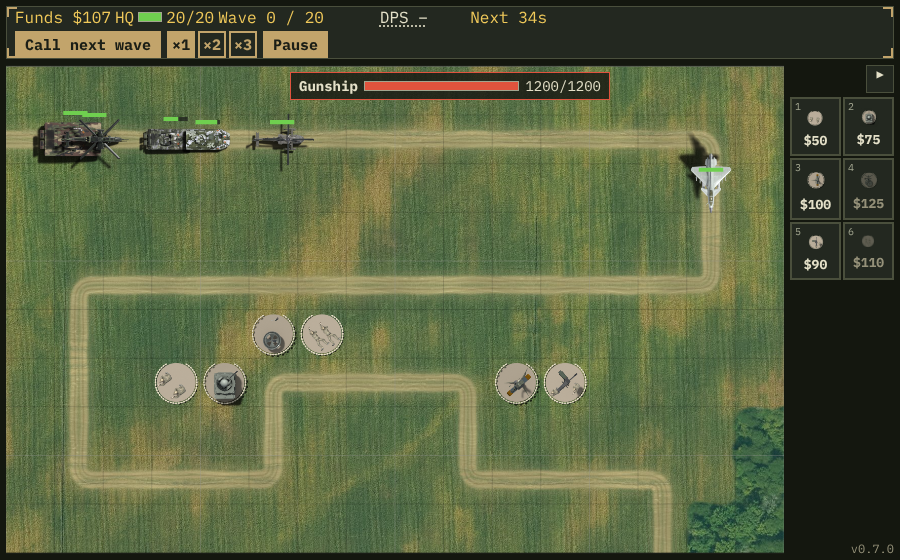 Funds $107 HQ 20/20 Wave 0 / 20 DPS – Next 34s
Call next wave ×1 ×2 ×3 Pause
Gunship 1200/1200
1 2
$50 $75
3 4
$100 $125
5 6
$90 $110
v0.7.0